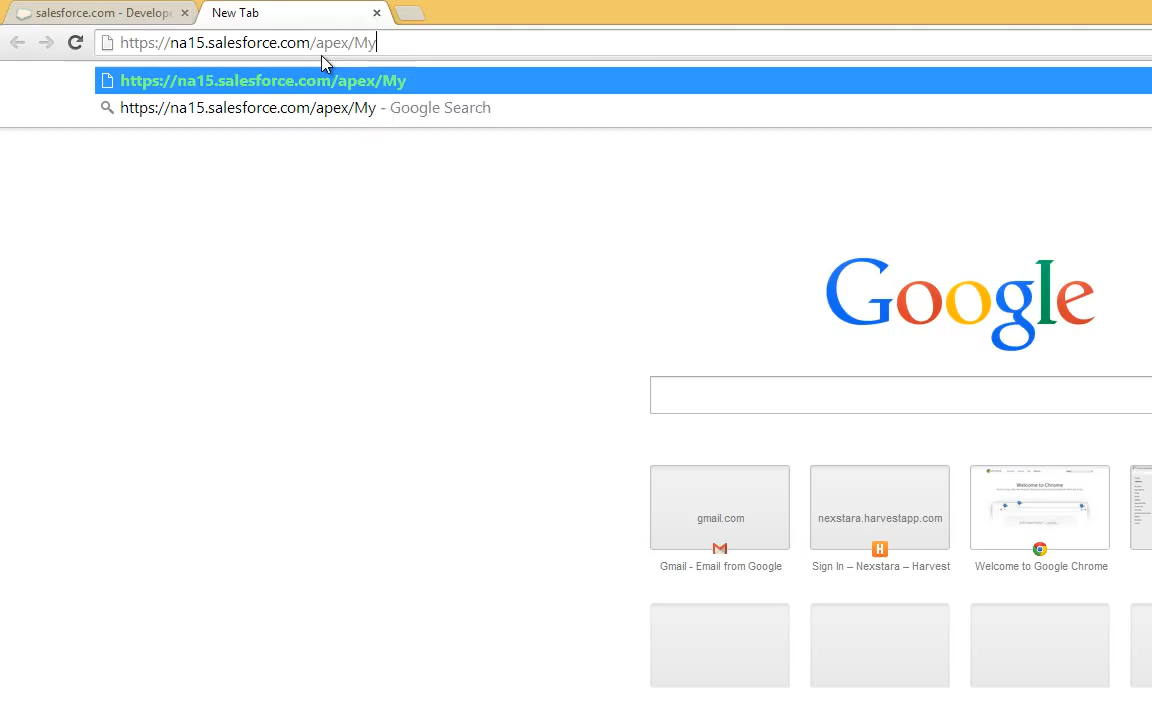 salesforce.com - Develope
New Tab
https://na15.salesforce.com/apex/My
https://na15.salesforce.com/apex/My
https://na15.salesforce.com/apex/My - Google Search
Google
gmail.com
nexstara.harvestapp.com
Welcome to Chrome
H
Gmail - Email from Google
Sign In – Nexstara – Harvest
Welcome to Google Chrome